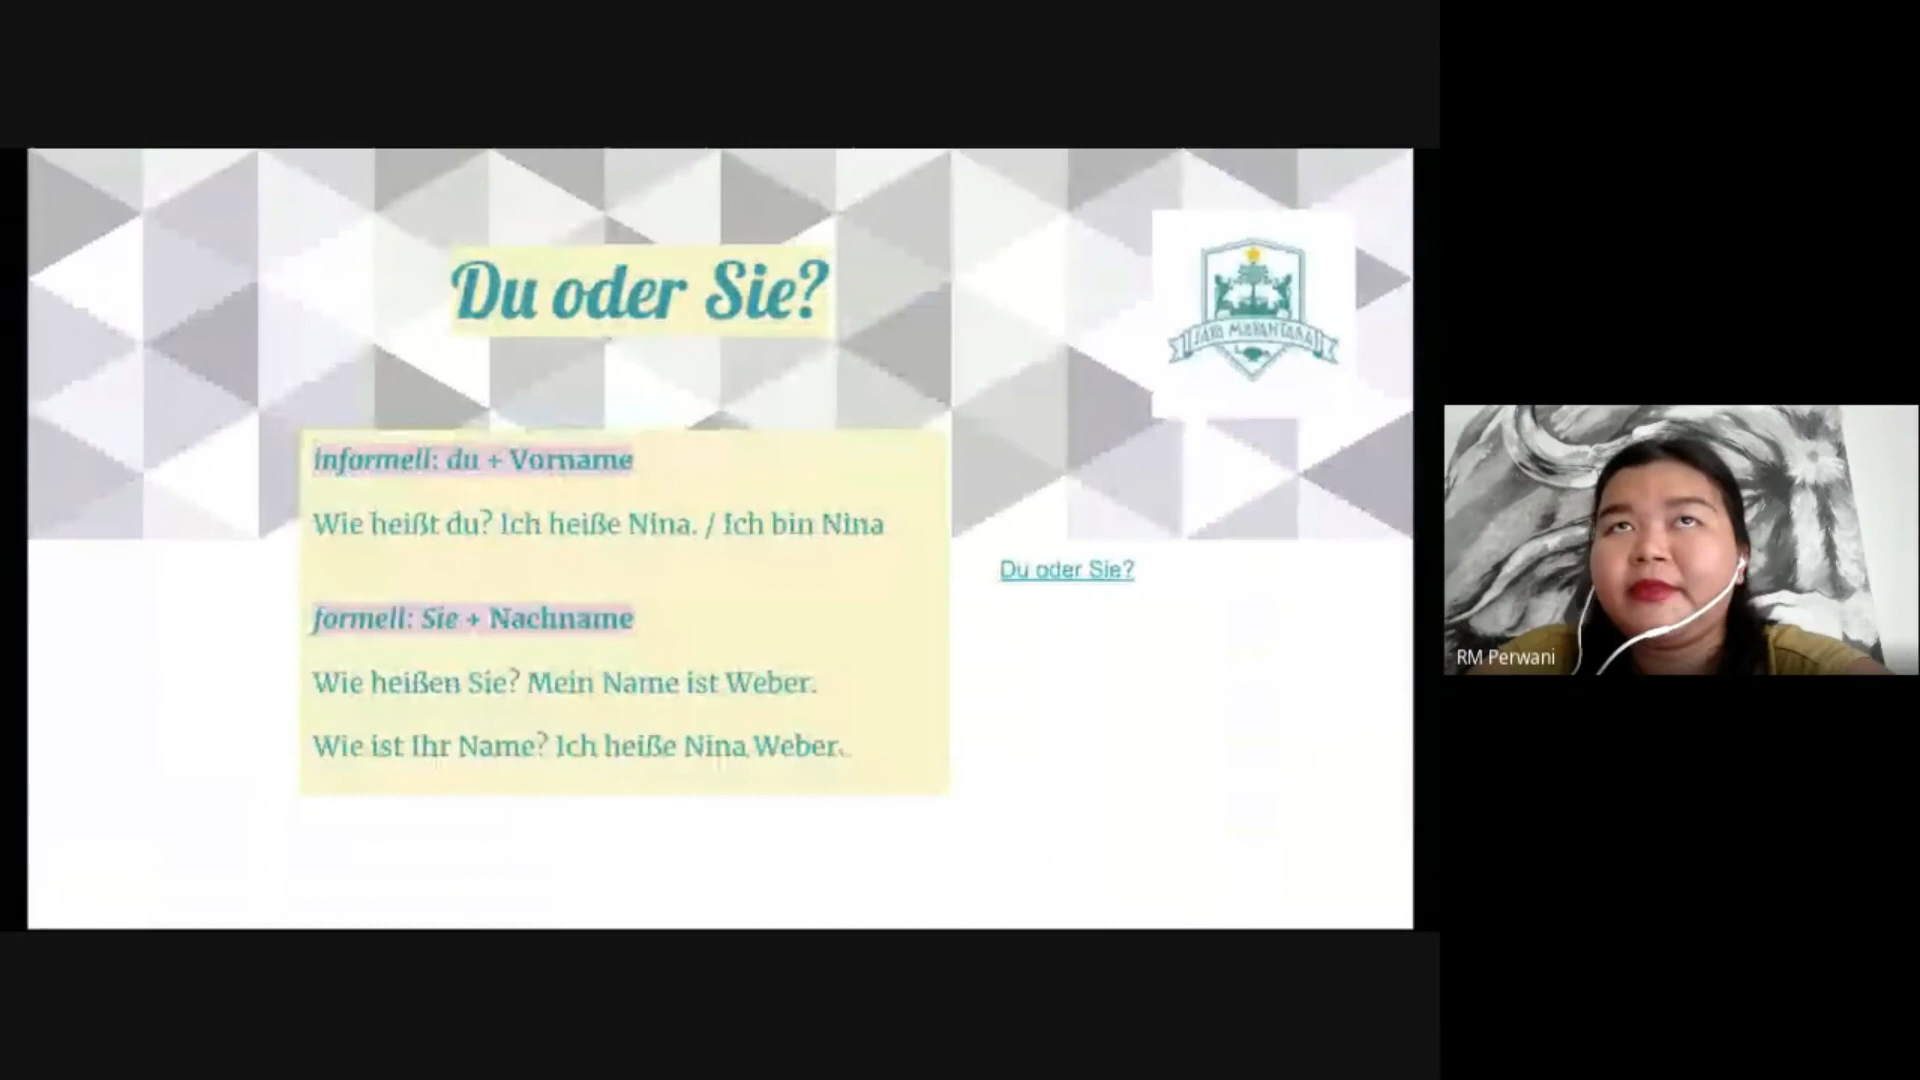 Du oder Sie?
informell: du + Vorname
Wie heißt du? Ich heiße Nina. / Ich bin Nina
formell: Sie + Nachname
Wie heißen Sie? Mein Name ist Weber.
Wie ist Ihr Name? Ich heiße Nina Weber.
Du oder Sie?
RM Perwani